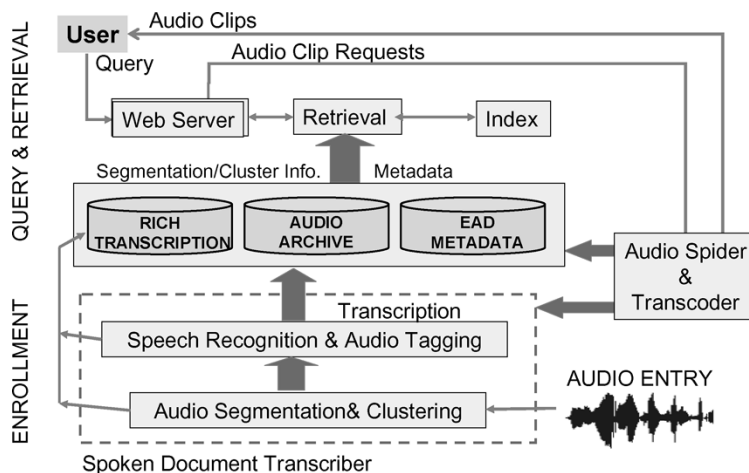 Audio Clips
User
Audio Clip Requests
Query
Web Server
Retrieval
Index
QUERY & RETRIEVAL
Segmentation/Cluster Info.
Metadata
RICH
TRANSCRIPTION
AUDIO
ARCHIVE
EAD
METADATA
Audio Spider
&
Transcoder
ENROLLMENT
Transcription
Speech Recognition & Audio Tagging
AUDIO ENTRY
Audio Segmentation& Clustering
Spoken Document Transcriber